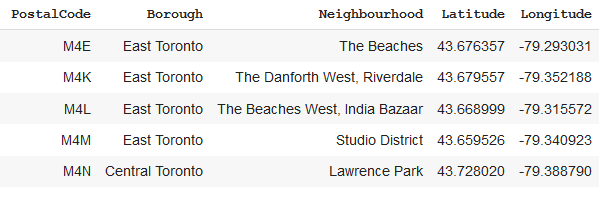 PostalCode Borough Neighbourhood Latitude Longitude
M4E East Toronto The Beaches 43.676357 -79.293031
M4K East Toronto The Danforth West, Riverdale 43.679557 -79.352188
M4L East Toronto The Beaches West, India Bazaar 43.668999 -79.315572
M4M East Toronto Studio District 43.659526 -79.340923
M4N Central Toronto Lawrence Park 43.728020 -79.388790